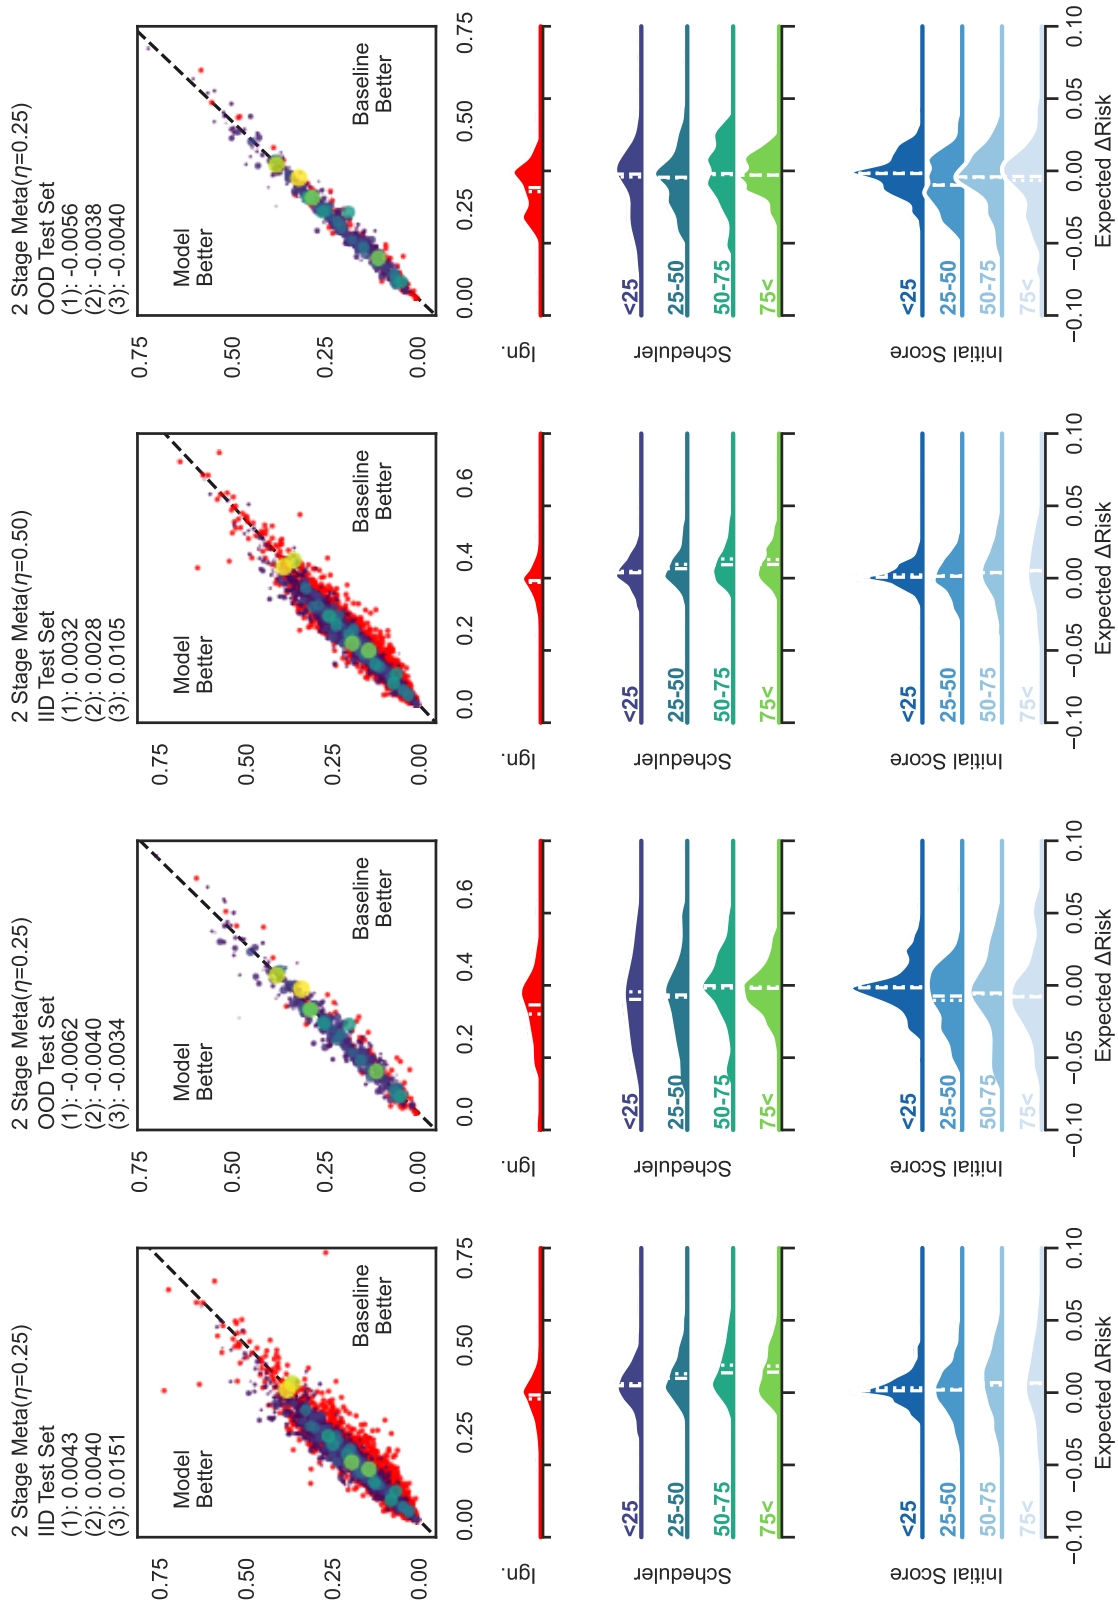 2 Stage Meta(η=0.25)
IID Test Set
(1): 0.0043
(2): 0.0040
(3): 0.0151
0.75
0.50
0.25
0.00
Model
Better
Baseline
Better
0.00 0.25 0.50 0.75
Ign.
Scheduler
<25
25-50
50-75
75<
Initial Score
<25
25-50
50-75
75<
−0.10 −0.05 0.00 0.05 0.10
Expected ΔRisk
2 Stage Meta(η=0.25)
OOD Test Set
(1): -0.0062
(2): -0.0040
(3): -0.0034
0.75
0.50
0.25
0.00
Model
Better
Baseline
Better
0.0 0.2 0.4 0.6
Ign.
Scheduler
<25
25-50
50-75
75<
Initial Score
<25
25-50
50-75
75<
−0.10 −0.05 0.00 0.05 0.10
Expected ΔRisk
2 Stage Meta(η=0.50)
IID Test Set
(1): 0.0032
(2): 0.0028
(3): 0.0105
0.75
0.50
0.25
0.00
Model
Better
Baseline
Better
0.0 0.2 0.4 0.6
Ign.
Scheduler
<25
25-50
50-75
75<
Initial Score
<25
25-50
50-75
75<
−0.10 −0.05 0.00 0.05 0.10
Expected ΔRisk
2 Stage Meta(η=0.25)
OOD Test Set
(1): -0.0056
(2): -0.0038
(3): -0.0040
0.75
0.50
0.25
0.00
Model
Better
Baseline
Better
0.00 0.25 0.50 0.75
Ign.
Scheduler
<25
25-50
50-75
75<
Initial Score
<25
25-50
50-75
75<
−0.10 −0.05 0.00 0.05 0.10
Expected ΔRisk